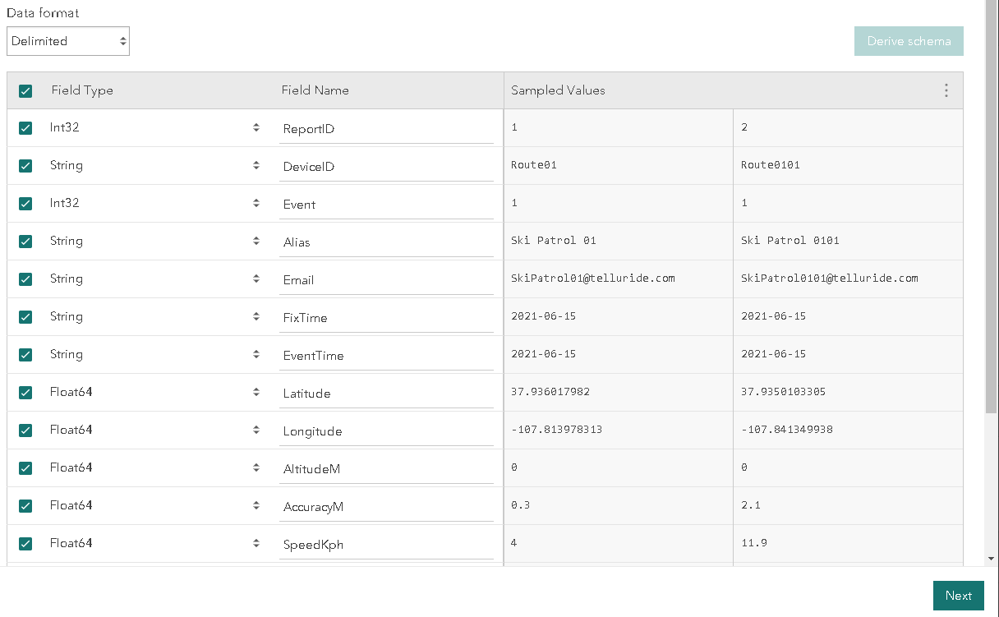 Data format
Delimited
Derive schema
Field Type Field Name Sampled Values
Int32 ReportID 1 2
String DeviceID Route01 Route0101
Int32 Event 1 1
String Alias Ski Patrol 01 Ski Patrol 0101
String Email SkiPatrol01@telluride.com SkiPatrol0101@telluride.com
String FixTime 2021-06-15 2021-06-15
String EventTime 2021-06-15 2021-06-15
Float64 Latitude 37.936017982 37.9350103305
Float64 Longitude -107.813978313 -107.841349938
Float64 AltitudeM 0 0
Float64 AccuracyM 0.3 2.1
Float64 SpeedKph 4 11.9
Next